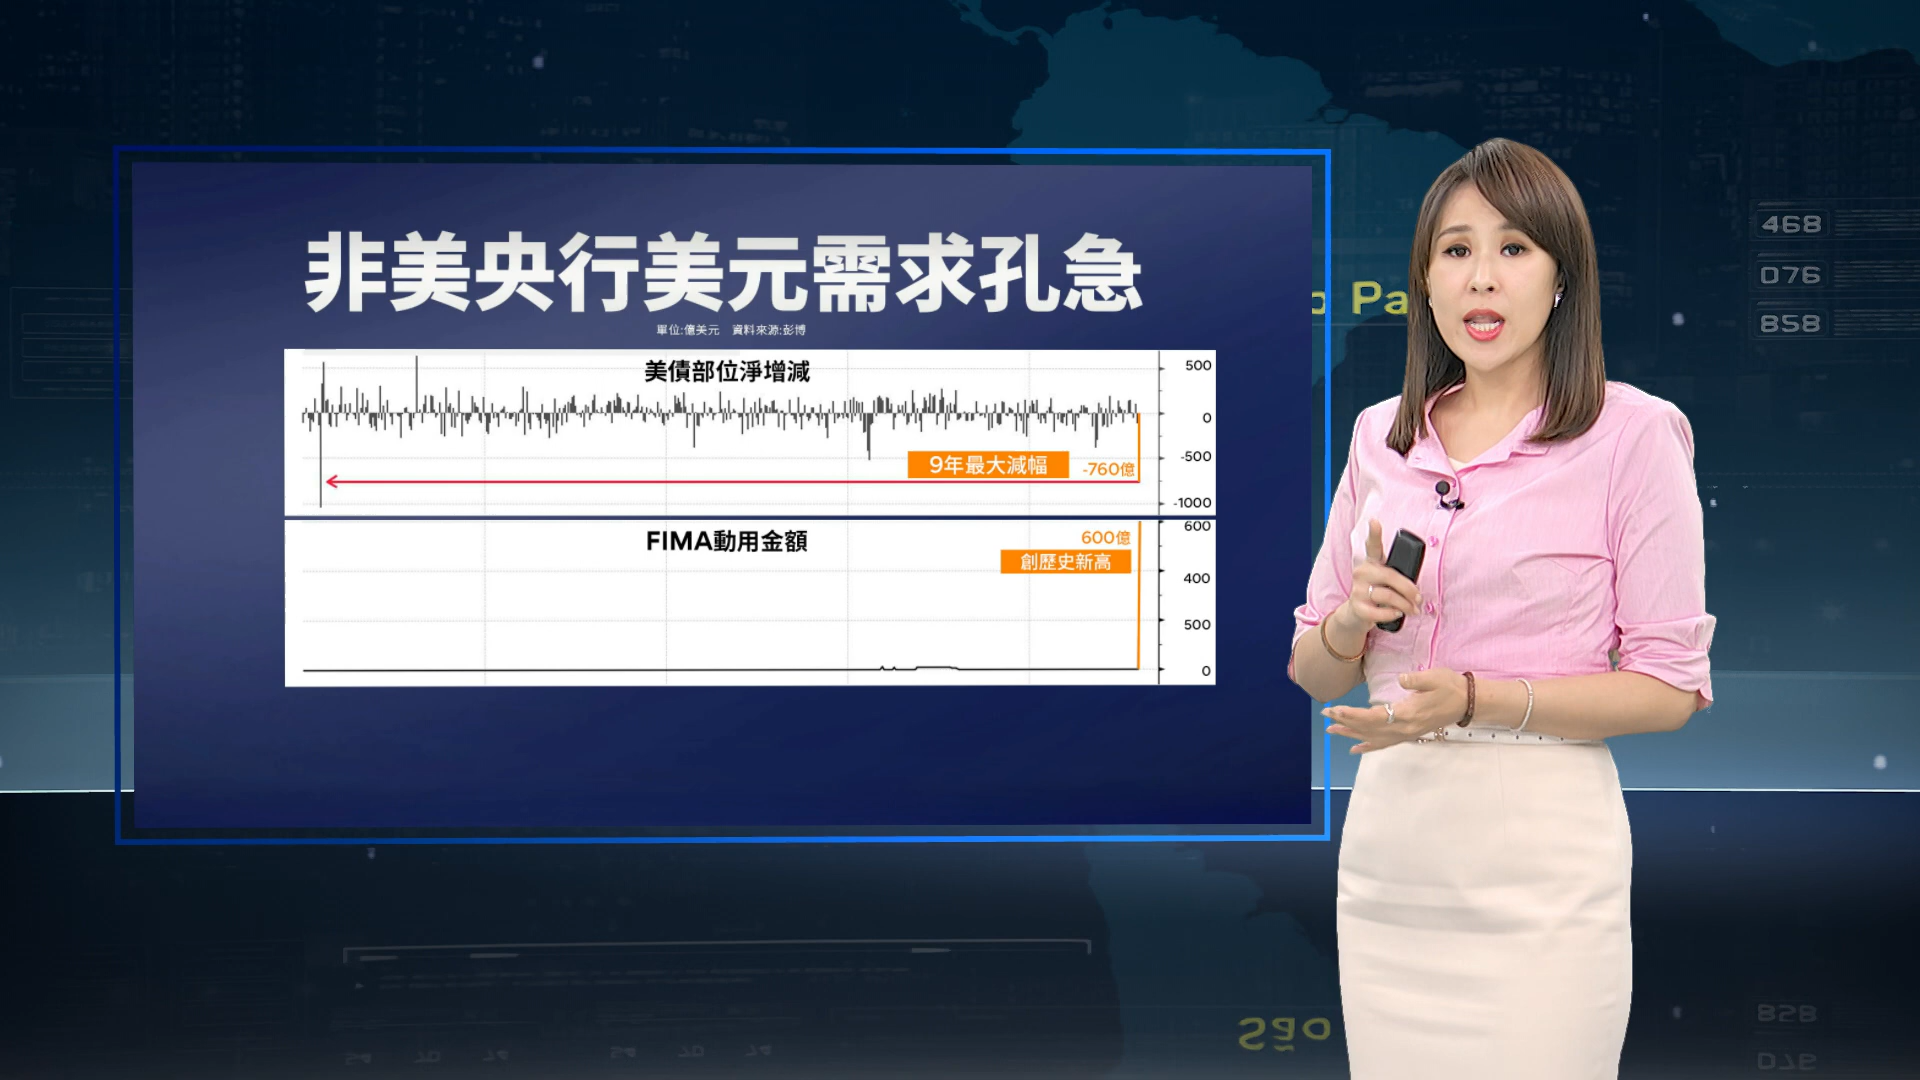 非美央行美元需求孔急
單位:億美元 資料來源:彭博
美債部位淨增減
500
0
-500
-1000
9年最大減幅
-760億
FIMA動用金額
600億
創歷史新高
600
400
500
0
o Pa
468
076
858
São
858
076